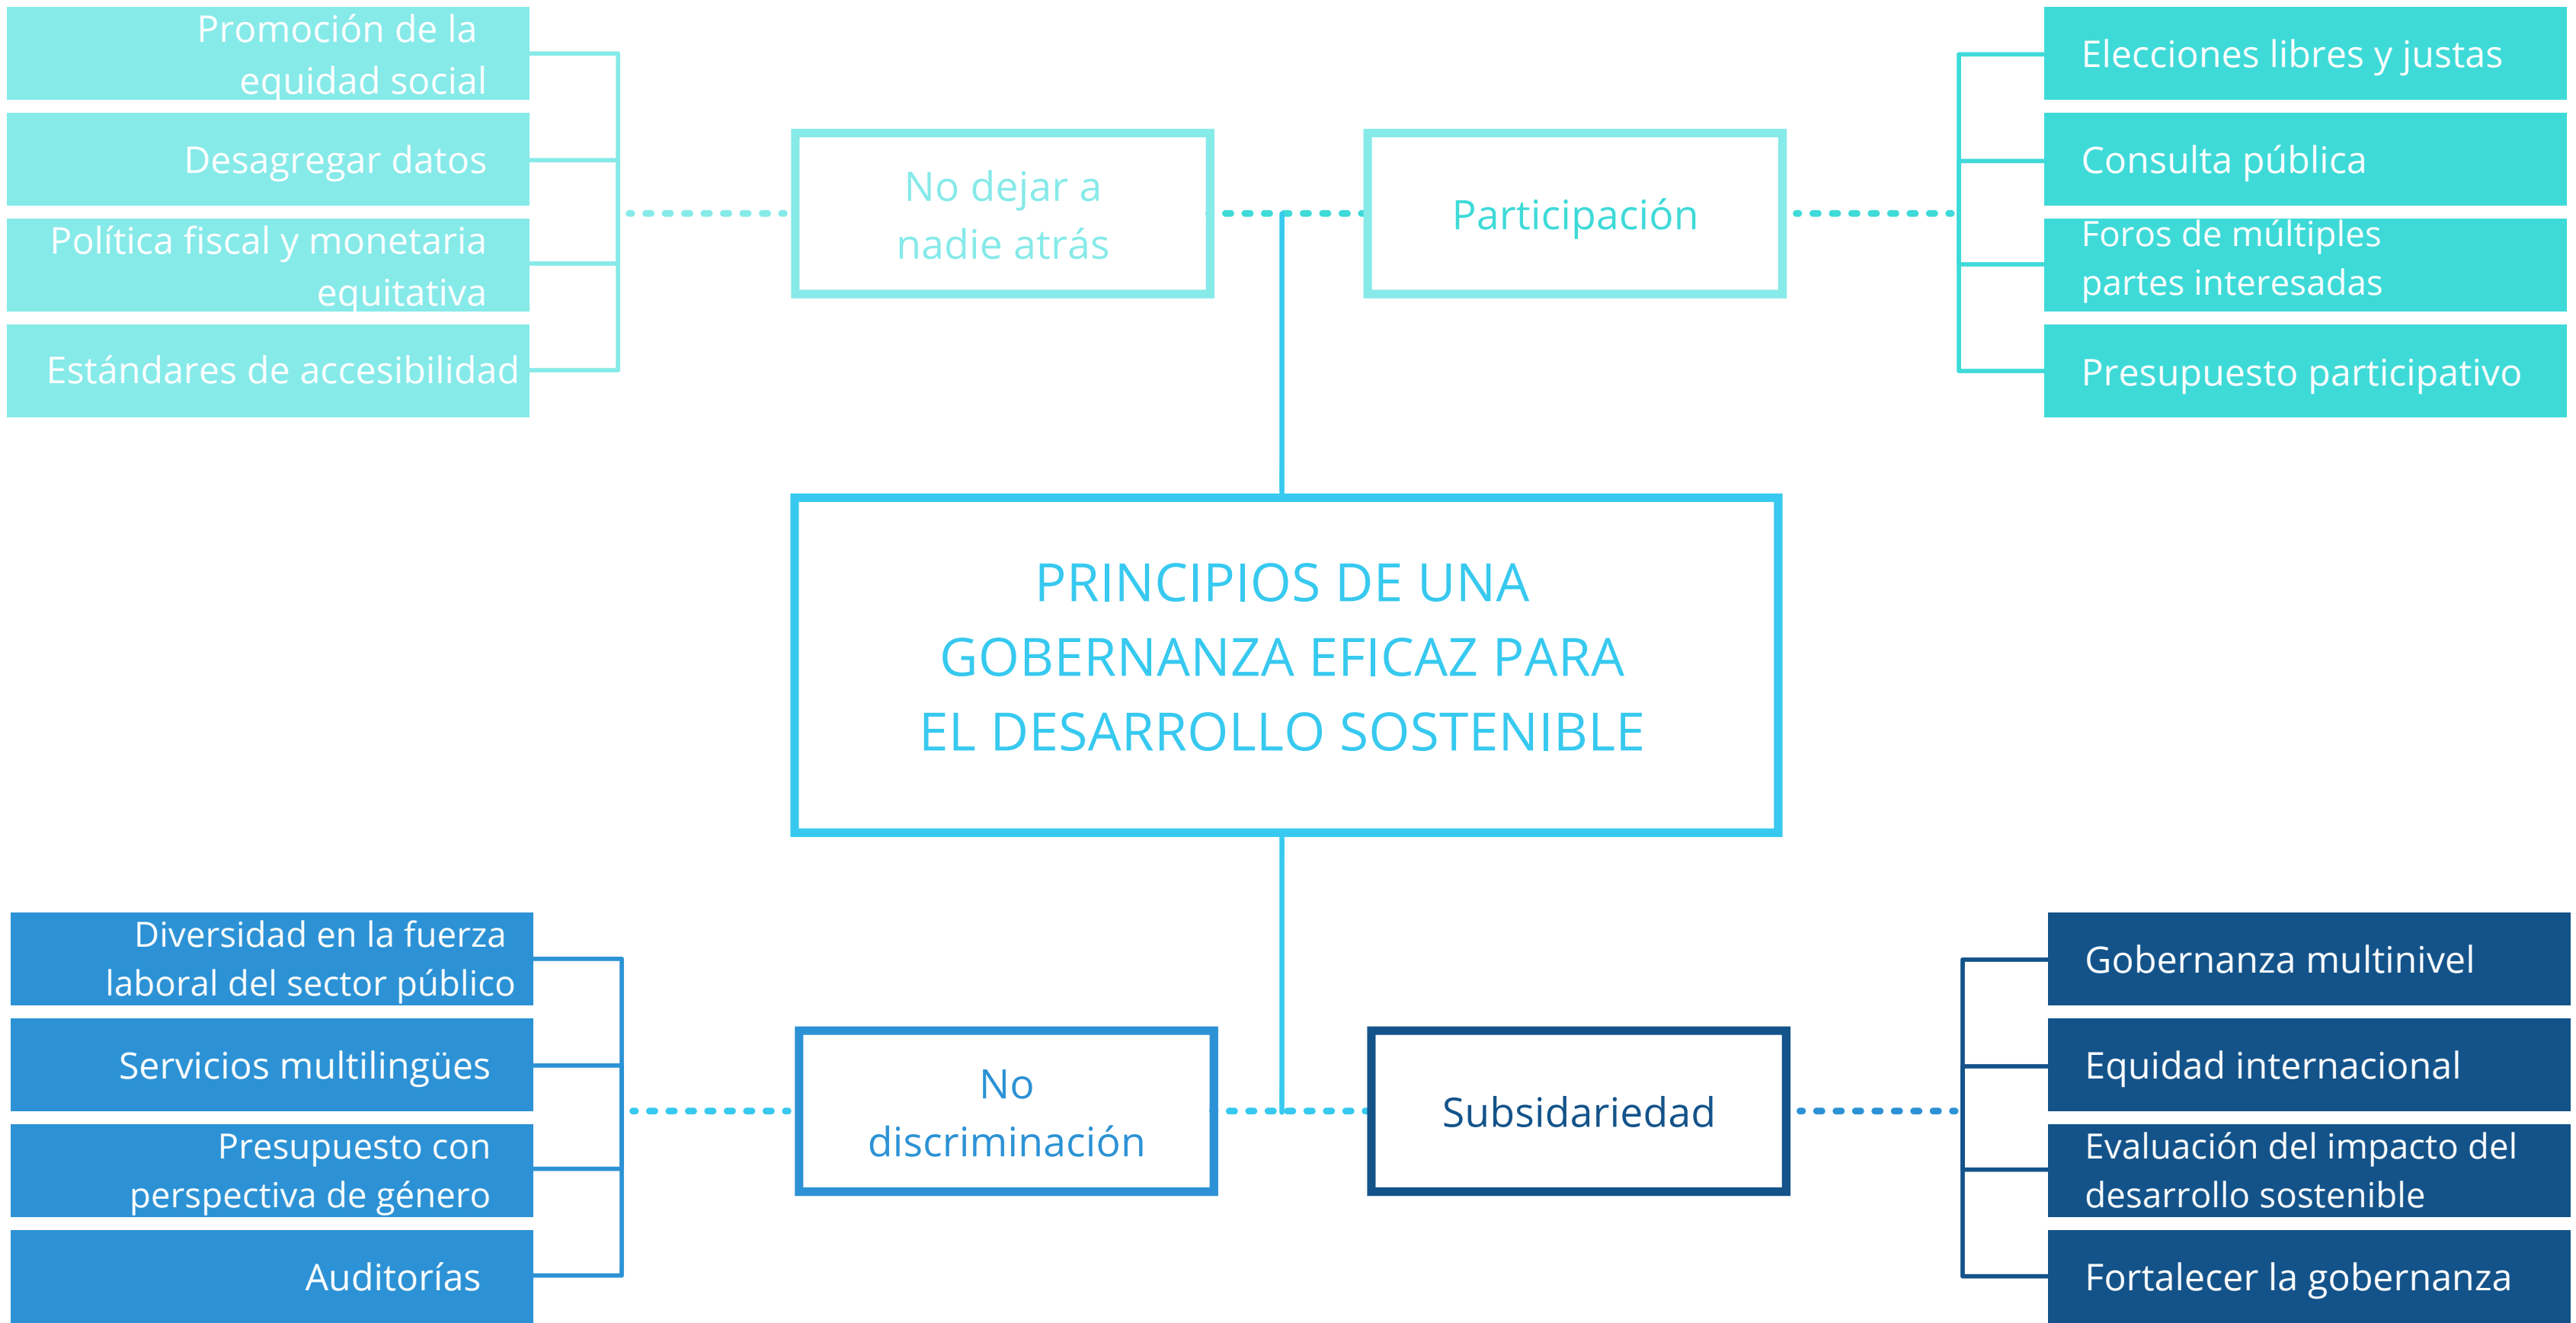 Promoción de la
equidad social
Desagregar datos
Política fiscal y monetaria
equitativa
Estándares de accesibilidad
No dejar a
nadie atrás
Participación
Elecciones libres y justas
Consulta pública
Foros de múltiples
partes interesadas
Presupuesto participativo
PRINCIPIOS DE UNA
GOBERNANZA EFICAZ PARA
EL DESARROLLO SOSTENIBLE
Diversidad en la fuerza
laboral del sector público
Servicios multilingües
Presupuesto con
perspectiva de género
Auditorías
No
discriminación
Subsidariedad
Gobernanza multinivel
Equidad internacional
Evaluación del impacto del
desarrollo sostenible
Fortalecer la gobernanza